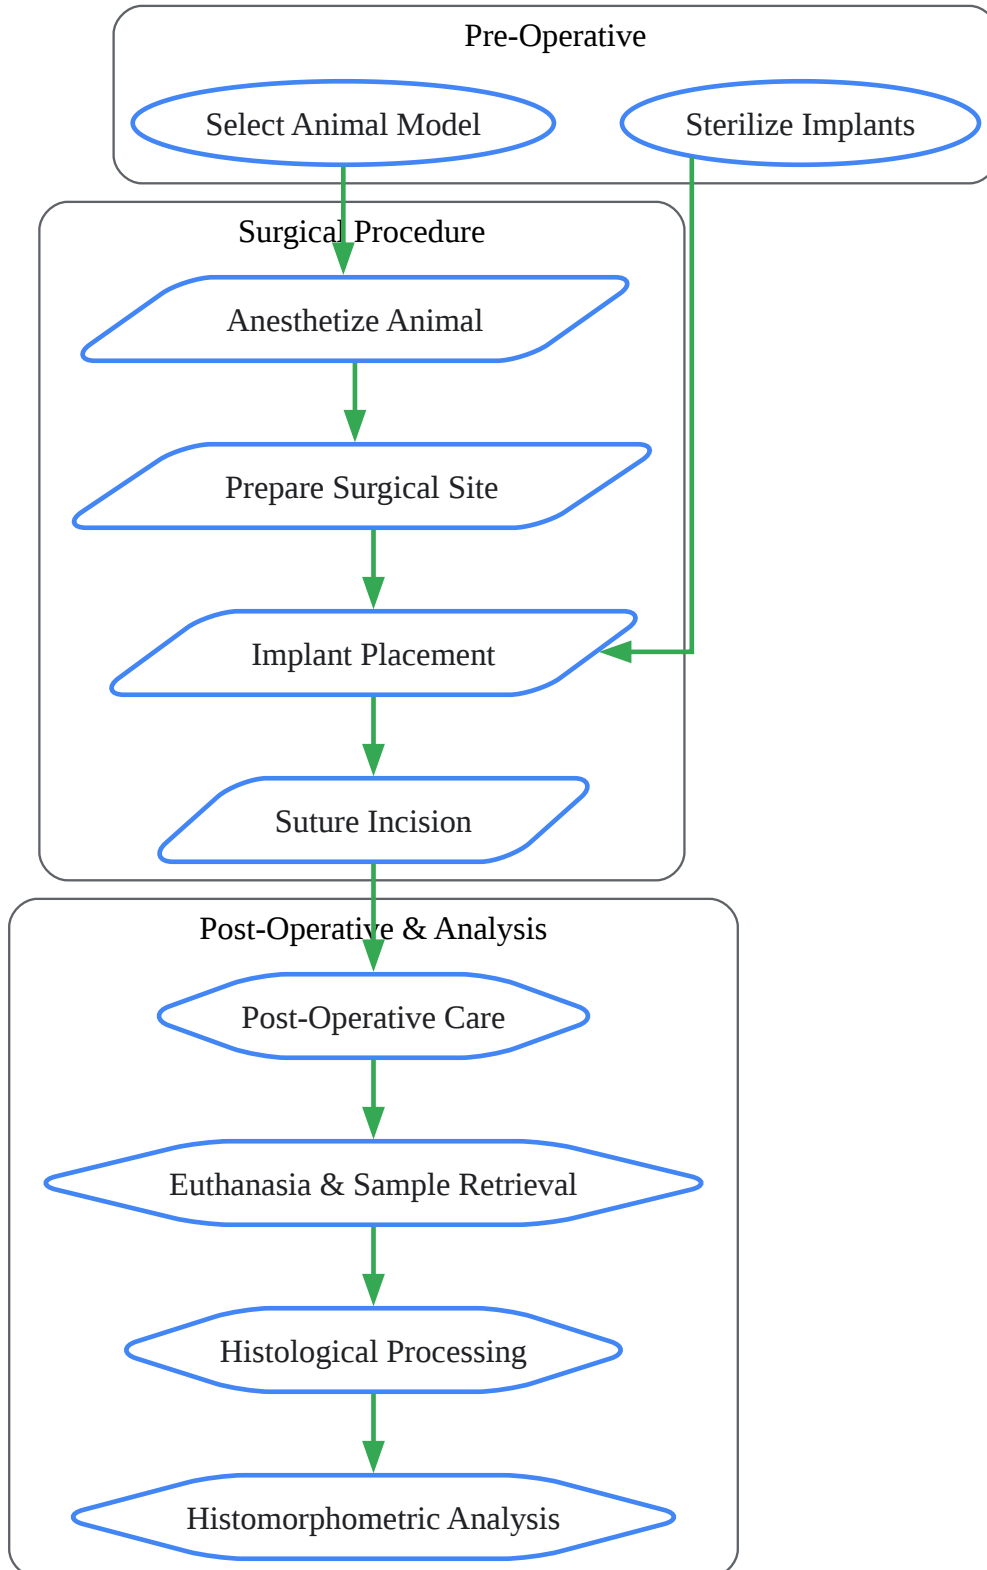 Pre-Operative
Select Animal Model
Sterilize Implants
Surgical Procedure
Anesthetize Animal
Prepare Surgical Site
Implant Placement
Suture Incision
Post-Operative & Analysis
Post-Operative Care
Euthanasia & Sample Retrieval
Histological Processing
Histomorphometric Analysis